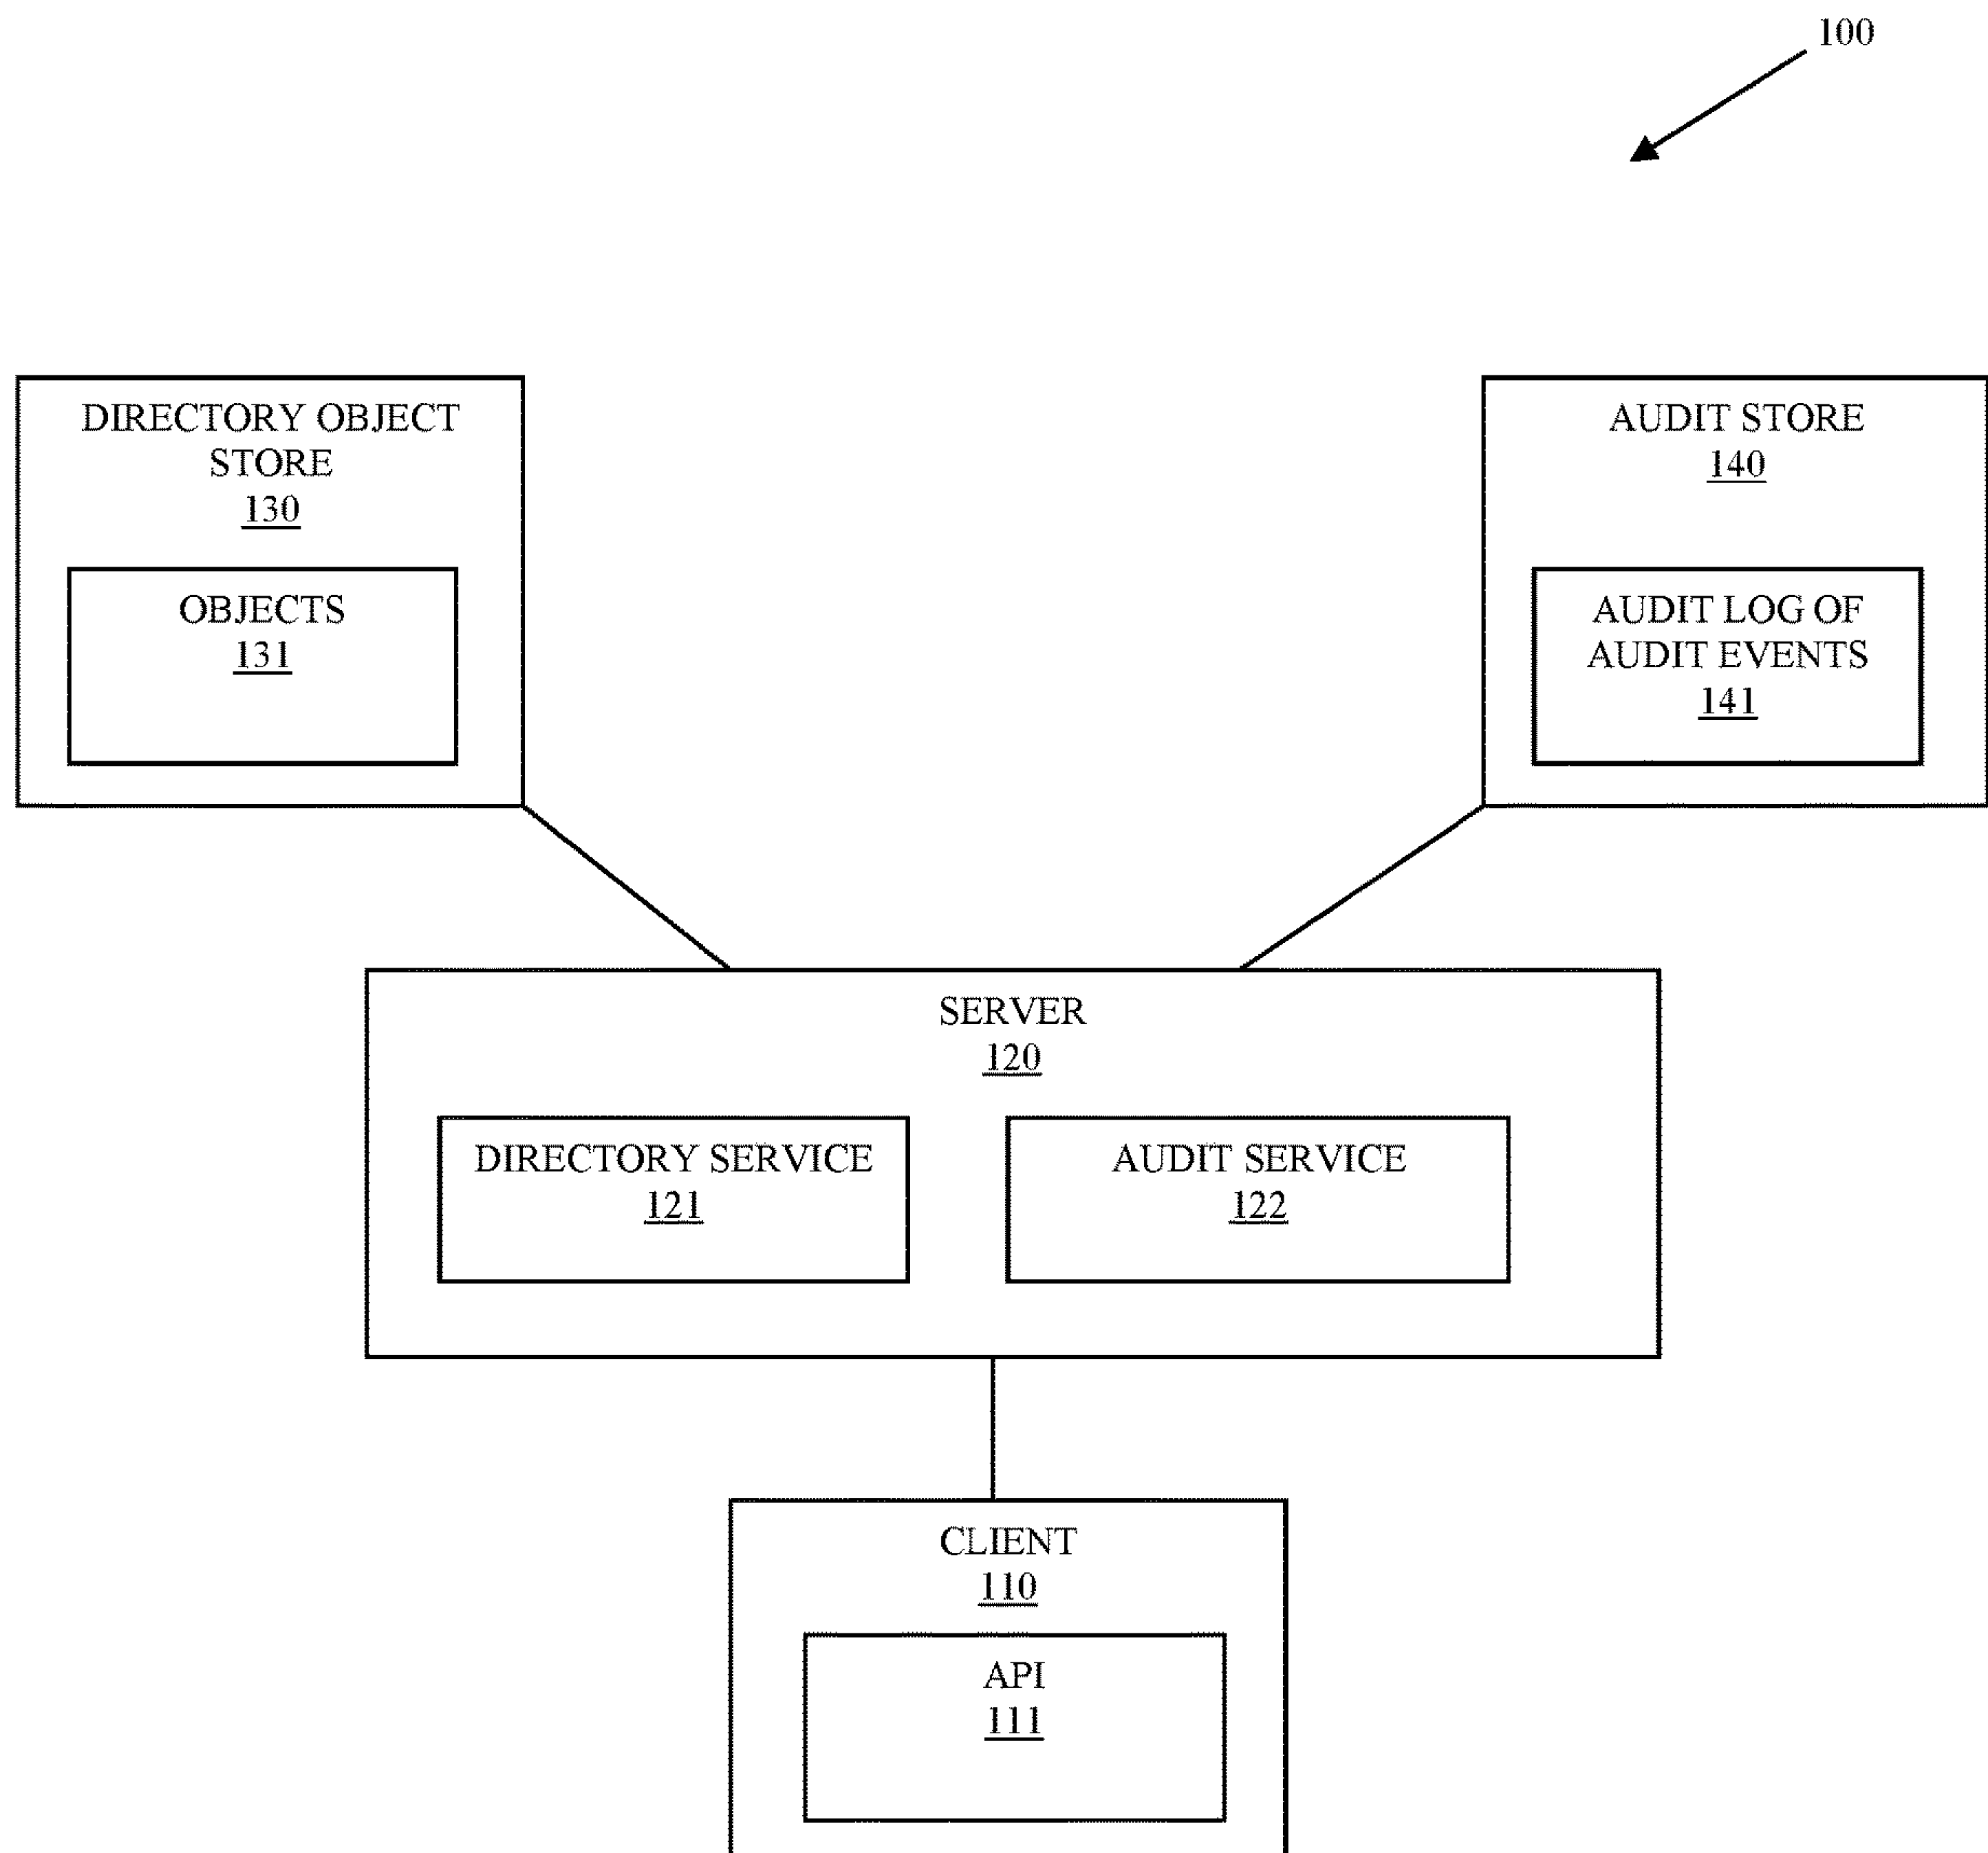 100
DIRECTORY OBJECT
STORE
130
OBJECTS
131
AUDIT STORE
140
AUDIT LOG OF
AUDIT EVENTS
141
SERVER
120
DIRECTORY SERVICE
121
AUDIT SERVICE
122
CLIENT
110
API
111